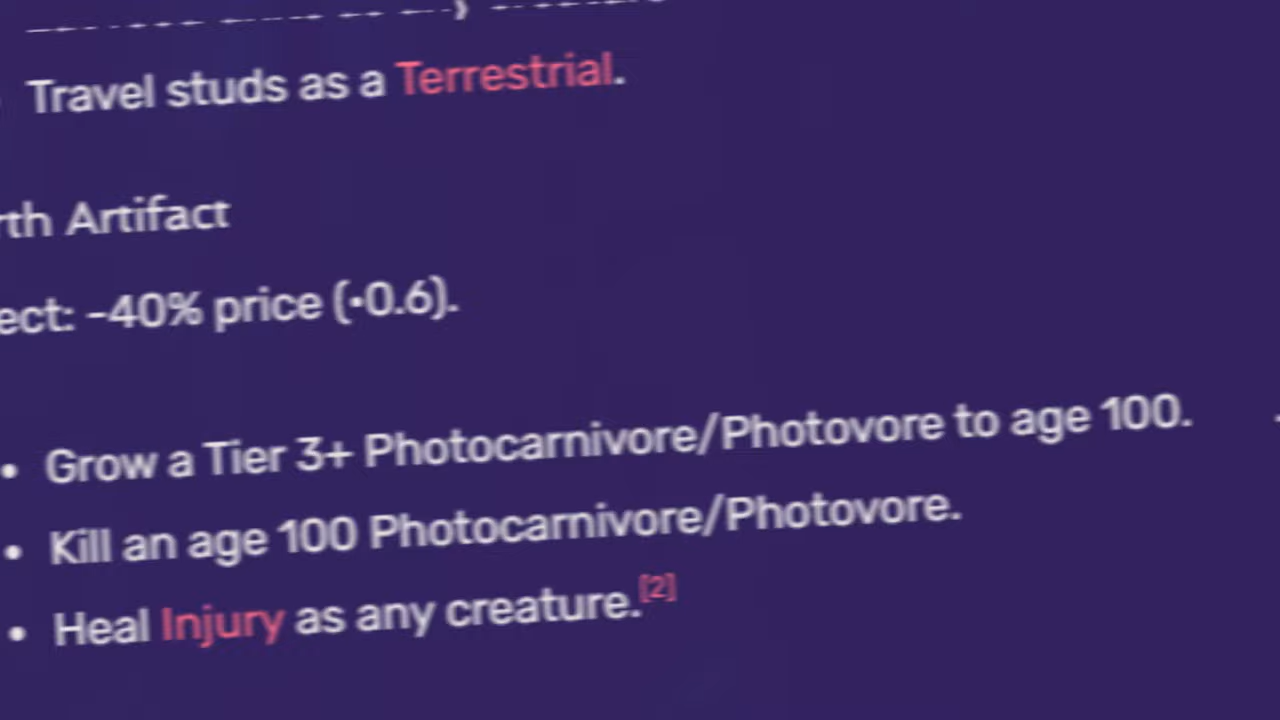 Travel studs as a Terrestrial.
rth Artifact
ect: -40% price (•0.6).
• Grow a Tier 3+ Photocarnivore/Photovore to age 100.
• Kill an age 100 Photocarnivore/Photovore.
• Heal Injury as any creature.[2]